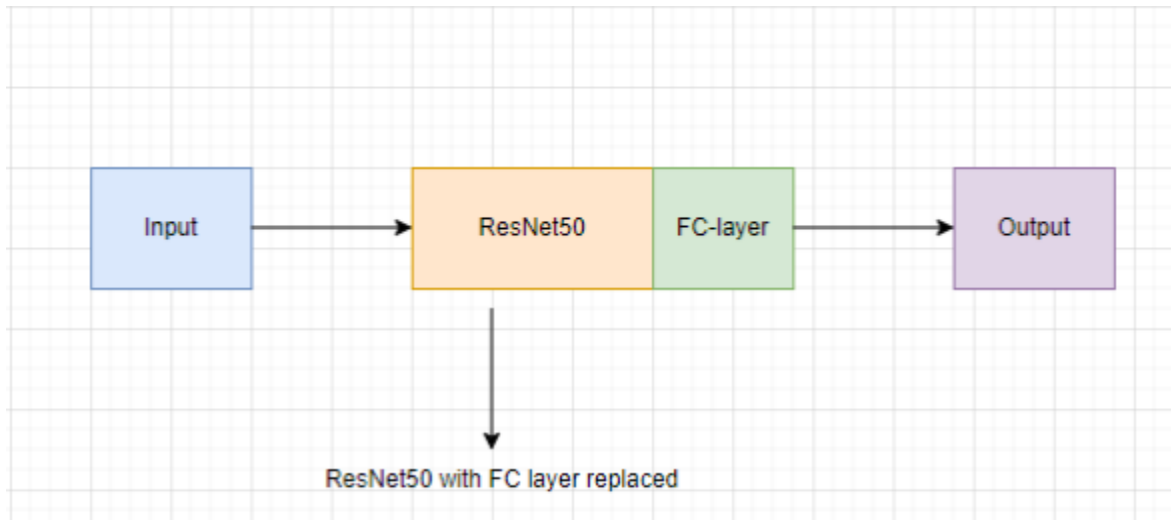 Input
ResNet50
FC-layer
Output
ResNet50 with FC layer replaced